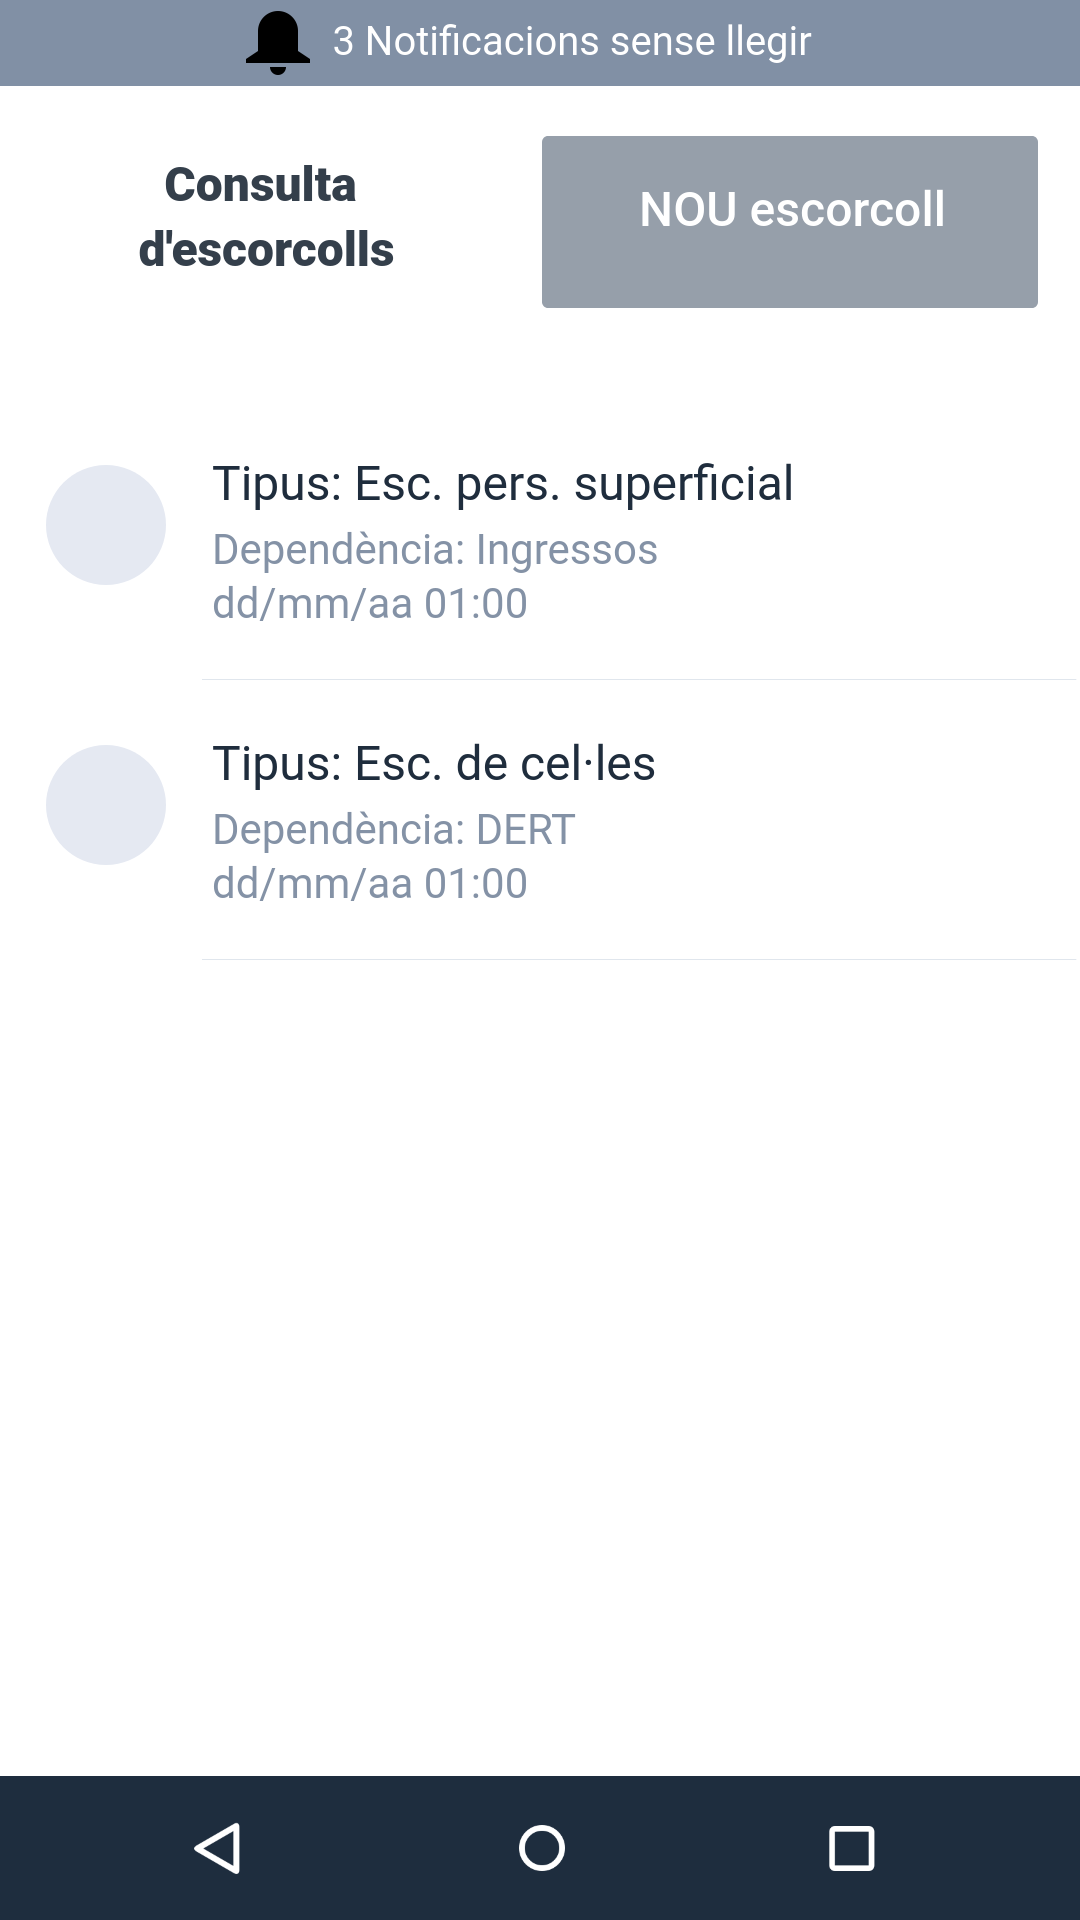 3 Notificacions sense llegir
Consulta
d'escorcolls
NOU escorcoll
Tipus: Esc. pers. superficial
Dependència: Ingressos
dd/mm/aa 01:00
Tipus: Esc. de cel·les
Dependència: DERT
dd/mm/aa 01:00